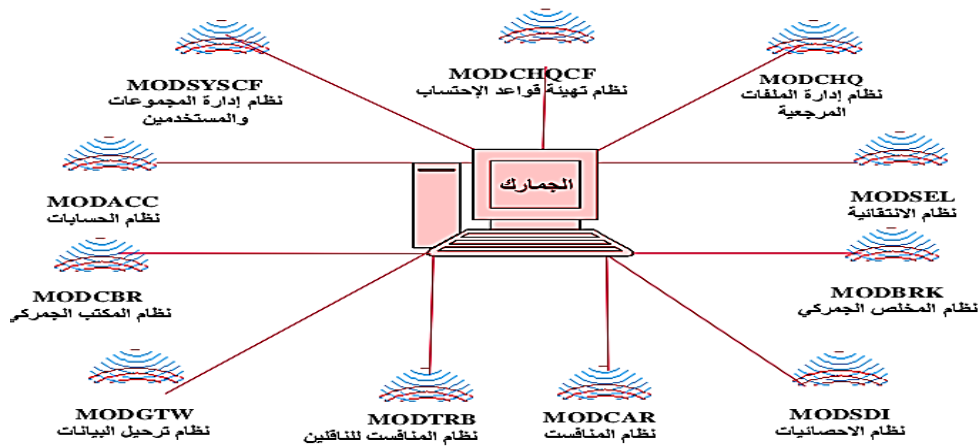 MODSYSCF
نظام إدارة المجموعات
والمستخدمين
MODCHQCF
نظام تهيئة قواعد الإحتساب
MODCHQ
نظام إدارة الملفات
المرجعية
MODACC
نظام الحسابات
الجمارك
MODSEL
نظام الانتقائية
MODCBR
نظام المكتب الجمركي
MODBRK
نظام المخلص الجمركي
MODGTW
نظام ترحيل البيانات
MODTRB
نظام المنافست للناقلين
MODCAR
نظام المنافست
MODSDI
نظام الاحصائيات